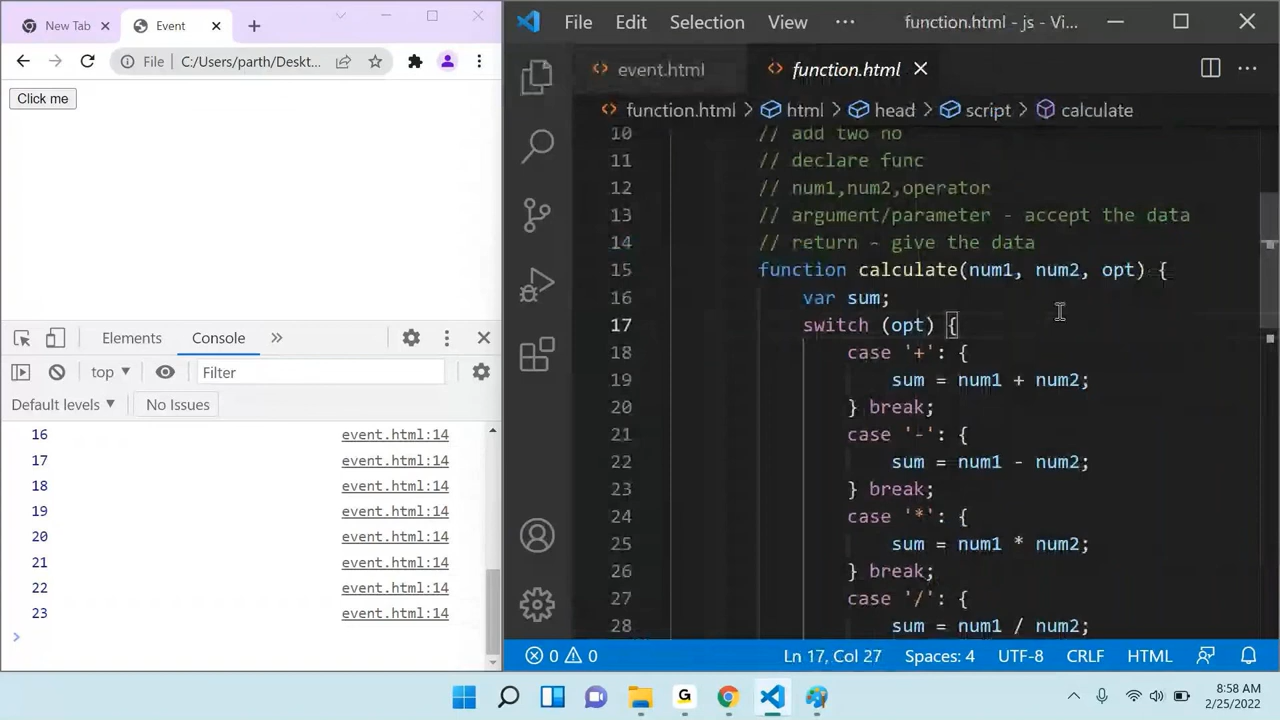 New Tab
Event
File C:/Users/parth/Deskt...
Click me
Elements
Console
top
Filter
Default levels
No Issues
16 event.html:14
17 event.html:14
18 event.html:14
19 event.html:14
20 event.html:14
21 event.html:14
22 event.html:14
23 event.html:14
File Edit Selection View ··· function.html - js - Vi...
event.html
function.html
function.html > html > head > script > calculate
10 // add two no
11 // declare func
12 // num1,num2,operator
13 // argument/parameter - accept the data
14 // return - give the data
15 function calculate(num1, num2, opt) {
16 var sum;
17 switch (opt) {
18 case '+': {
19 sum = num1 + num2;
20 } break;
21 case '-': {
22 sum = num1 - num2;
23 } break;
24 case '*': {
25 sum = num1 * num2;
26 } break;
27 case '/': {
28 sum = num1 / num2;
0 0 Ln 17, Col 27 Spaces: 4 UTF-8 CRLF HTML
G
8:58 AM
2/25/2022